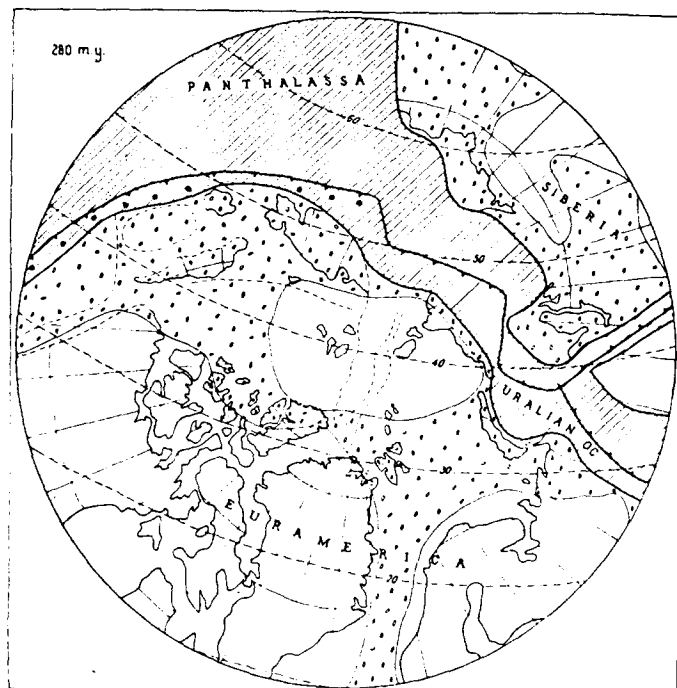 280 m.y.
PANTHALASSA
60
SIBERIA
50
40
URALIAN OC
30
EURAMERICA
20